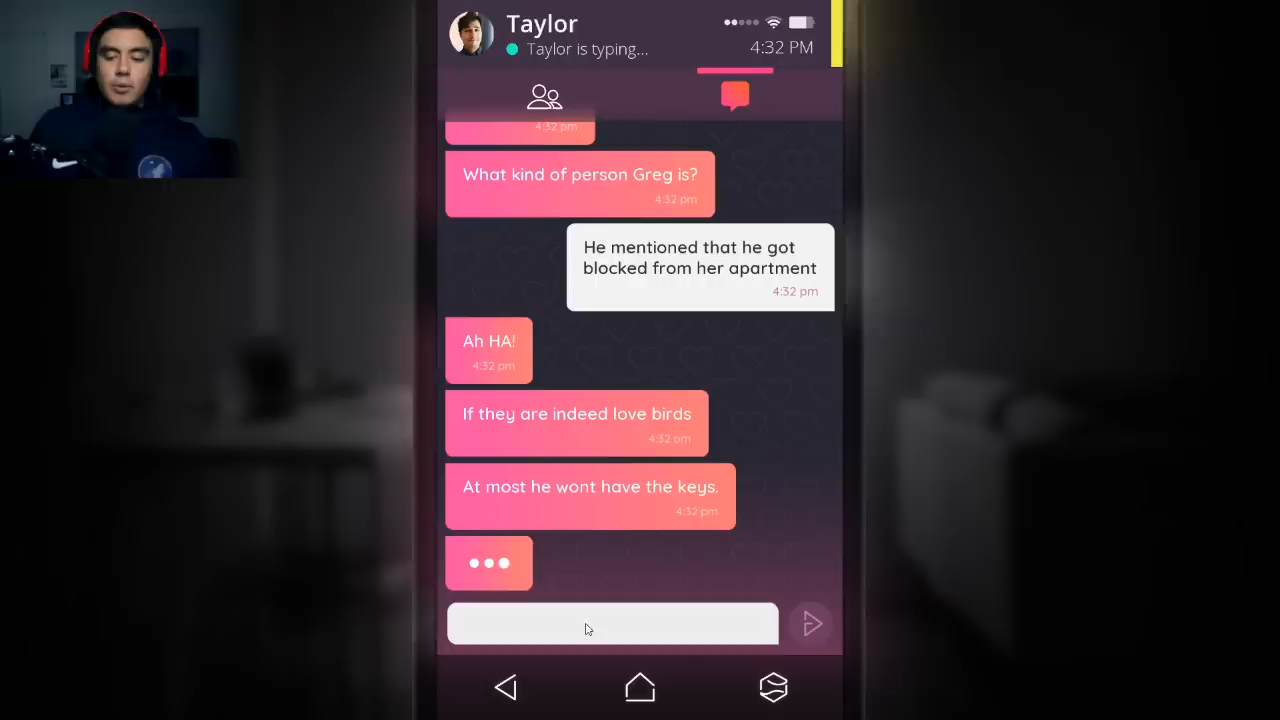 Taylor
Taylor is typing...
4:32 PM
4:32 pm
What kind of person Greg is?
4:32 pm
He mentioned that he got
blocked from her apartment
4:32 pm
Ah HA!
4:32 pm
If they are indeed love birds
4:32 pm
At most he wont have the keys.
4:32 pm